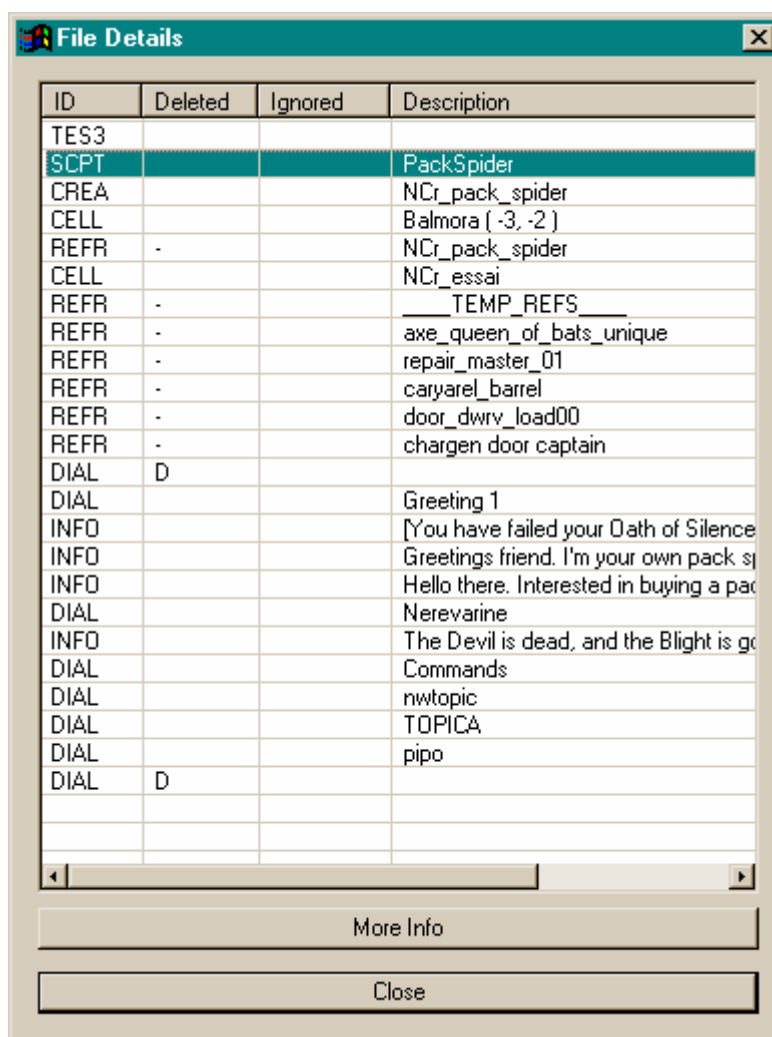 File Details
ID Deleted Ignored Description
TES3
SCPT PackSpider
CREA NCr_pack_spider
CELL Balmora ( -3, -2 )
REFR - NCr_pack_spider
CELL NCr_essai
REFR - ____TEMP_REFS____
REFR - axe_queen_of_bats_unique
REFR - repair_master_01
REFR - caryarel_barrel
REFR - door_dwrv_load00
REFR - chargen door captain
DIAL D
DIAL Greeting 1
INFO [You have failed your Oath of Silence
INFO Greetings friend. I'm your own pack sp
INFO Hello there. Interested in buying a pac
DIAL Nerevarine
INFO The Devil is dead, and the Blight is go
DIAL Commands
DIAL nwtopic
DIAL TOPICA
DIAL pipo
DIAL D
More Info
Close